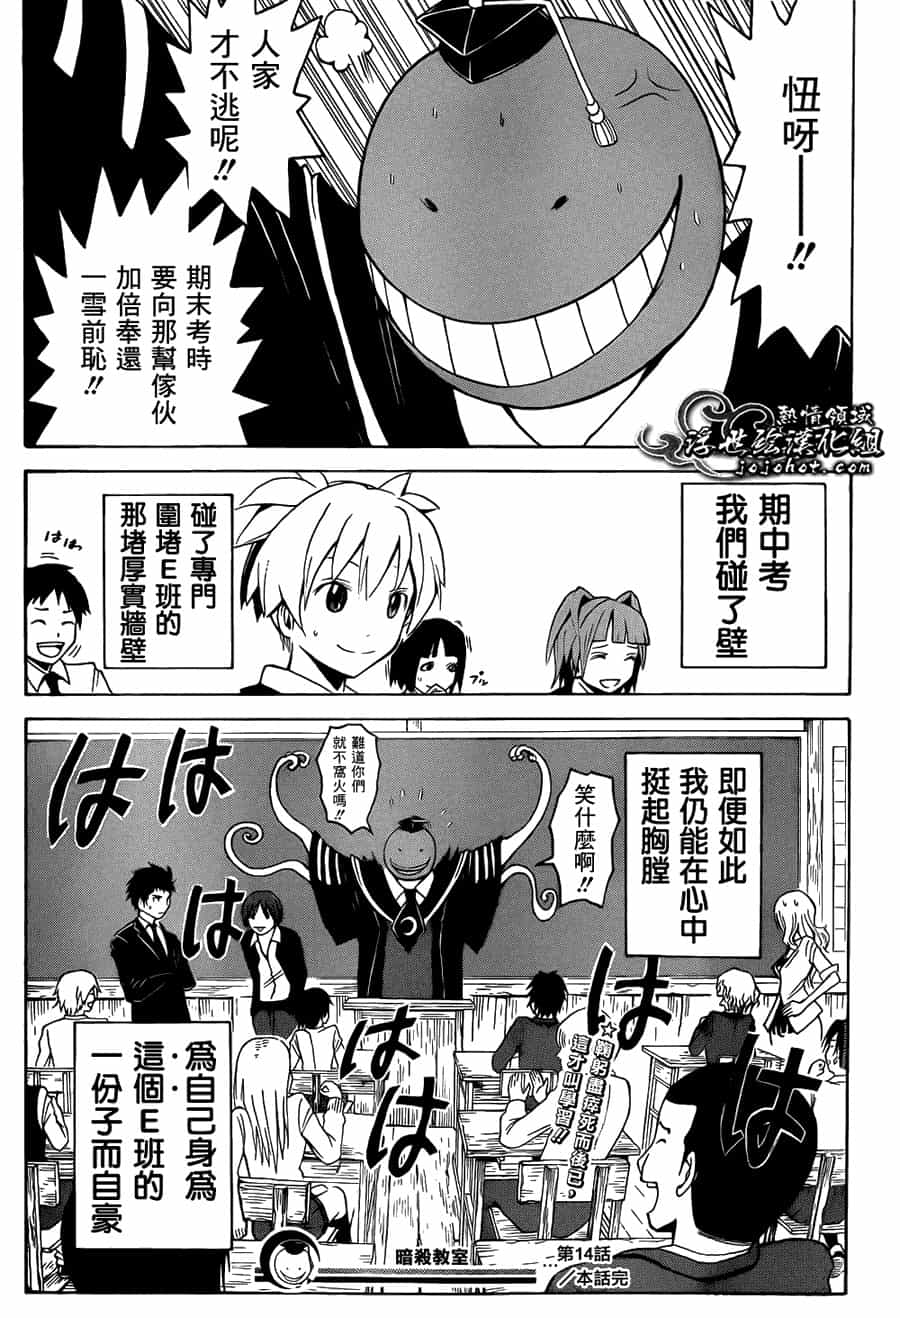 忸呀——!!
人家
才不逃呢!!
期末考時
要向那幫傢伙
加倍奉還
一雪前恥!!
熱情領域
浮世绘漢化組
jojohot.com
期中考
我們碰了壁
碰了專門
圍堵E班的
那堵厚實牆壁
はわわ
プル
即便如此
我仍能在心中
挺起胸膛
笑什麼啊!!
難道你們
就不窩火嗎!!
はは
は
は
は
は
は
☆鞠躬盡瘁死而後已,
這才叫學習!!
為自己身為
這個E班的
一份子而自豪
暗殺教室
第14話
…／本話完